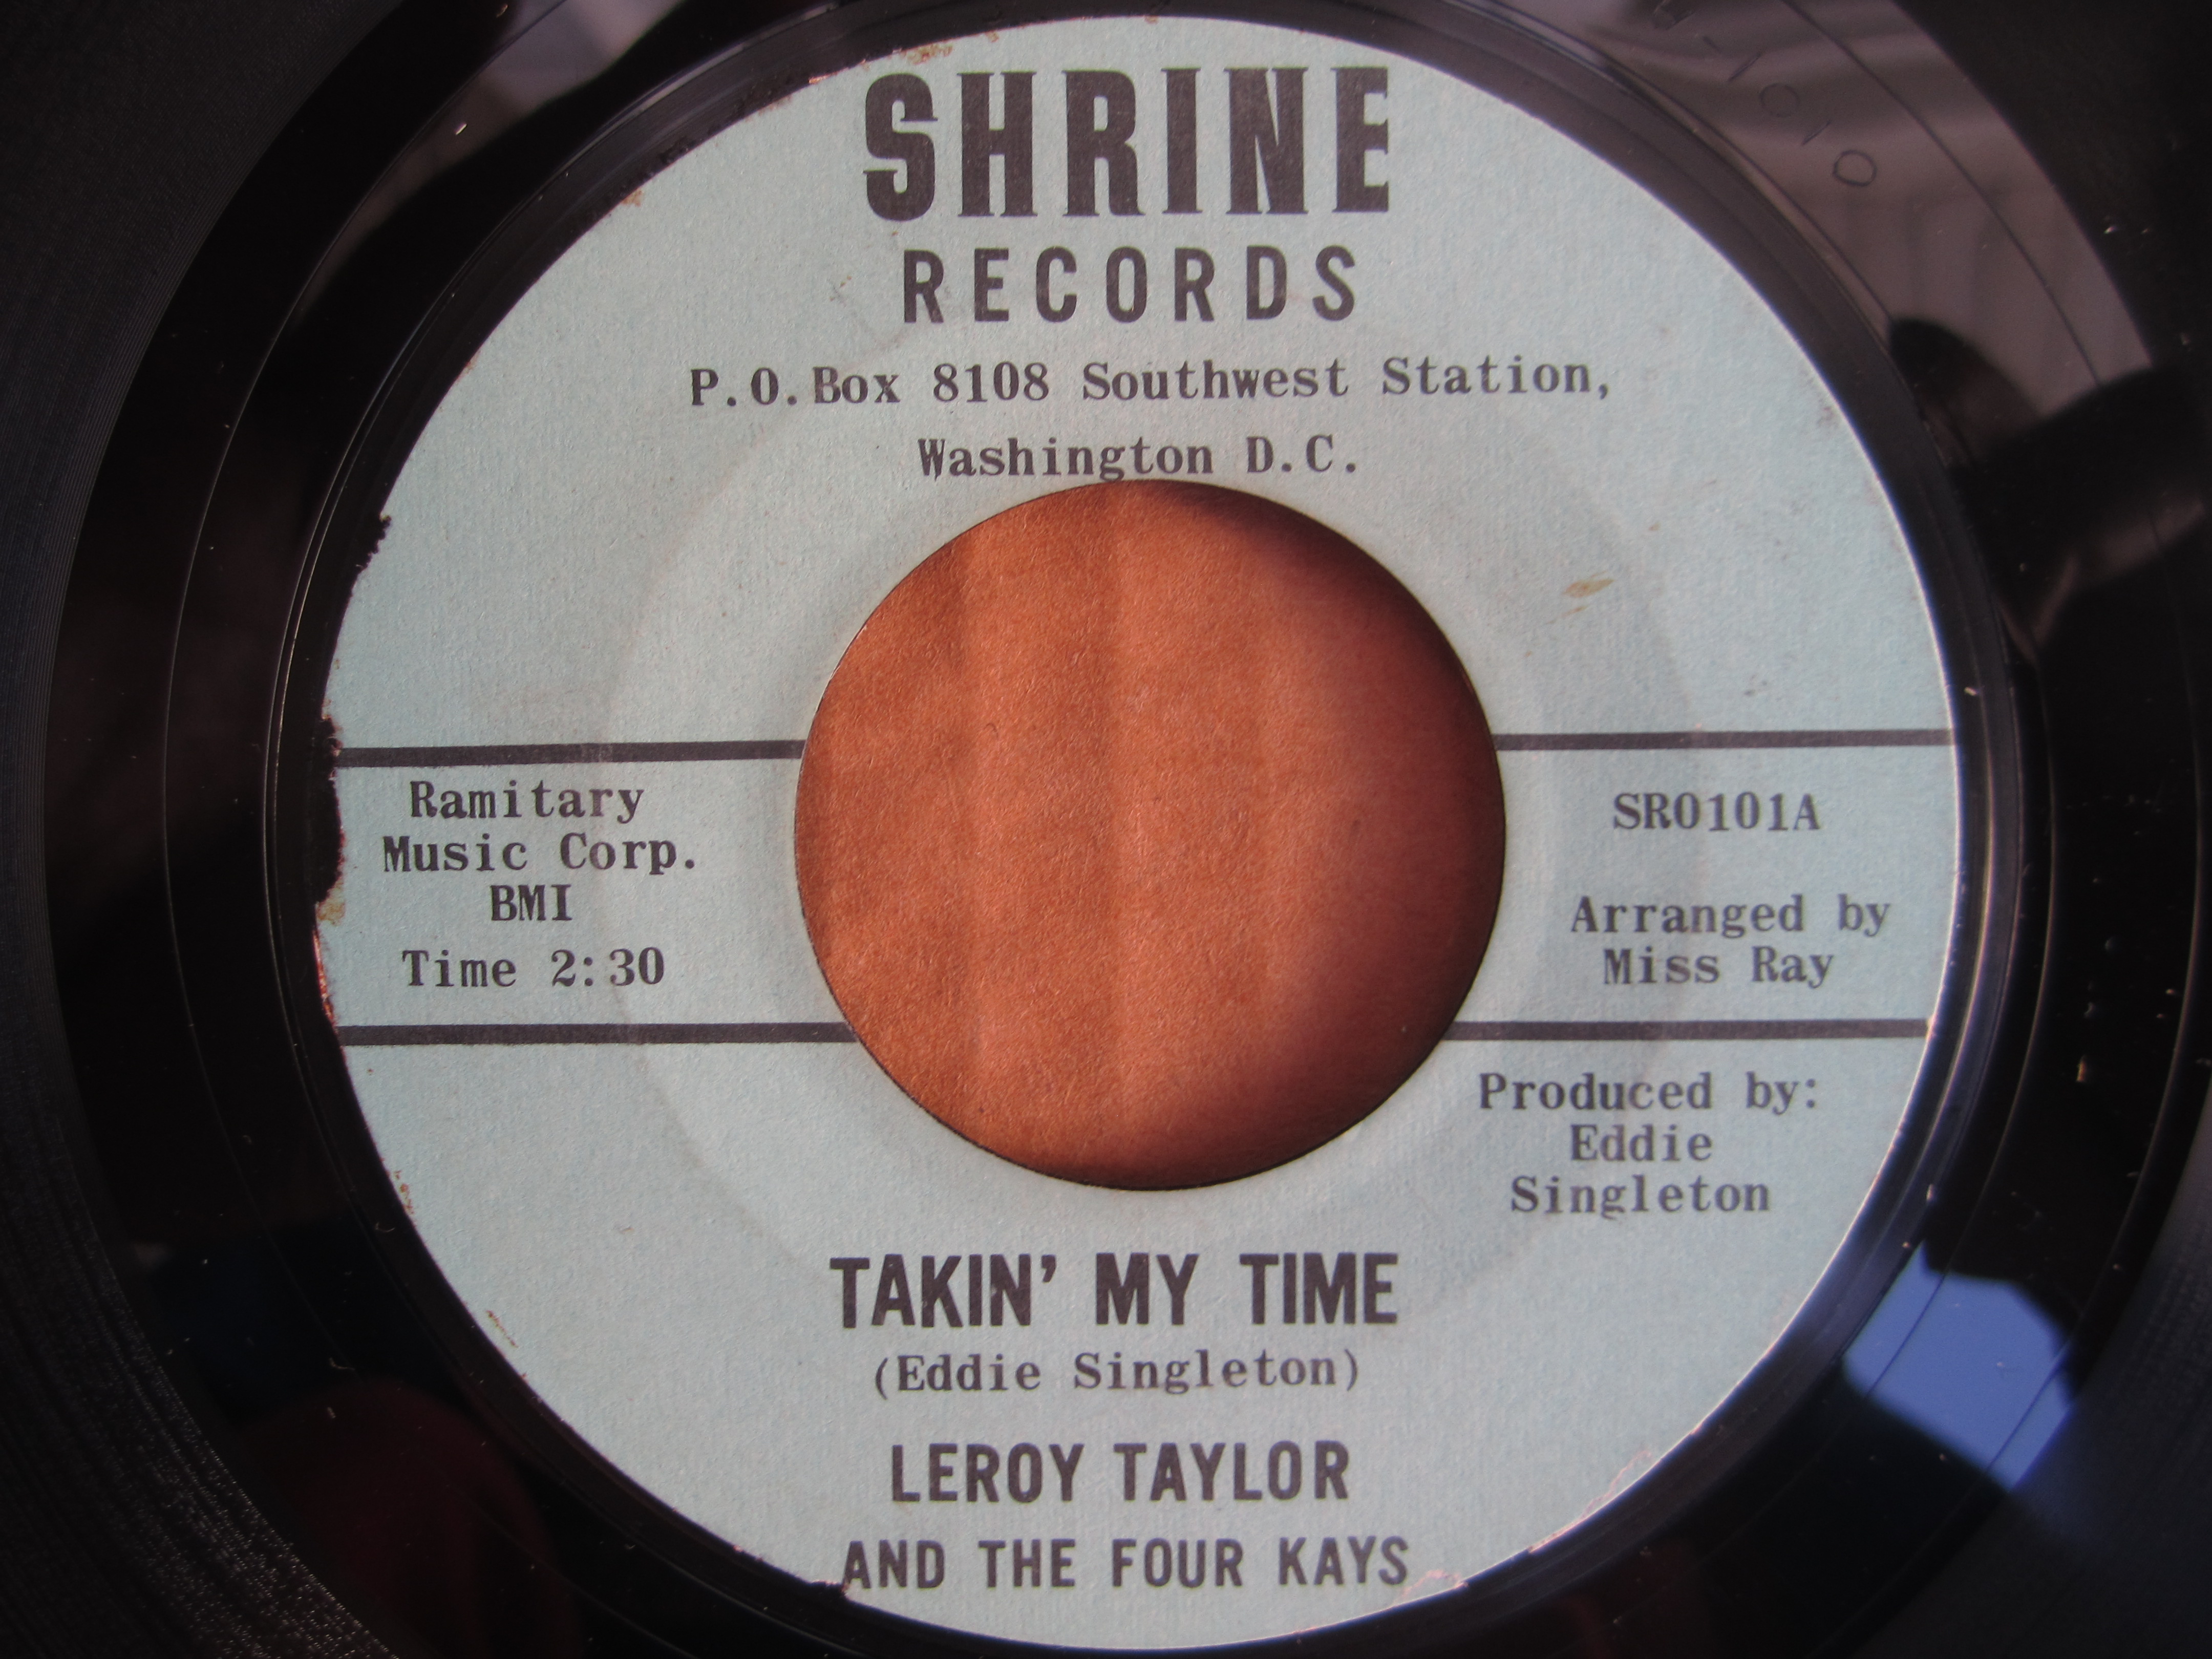 SHRINE
RECORDS
P.O.Box 8108 Southwest Station,
Washington D.C.
Ramitary
Music Corp.
BMI
Time 2:30
SR0101A
Arranged by
Miss Ray
Produced by:
Eddie
Singleton
TAKIN' MY TIME
(Eddie Singleton)
LEROY TAYLOR
AND THE FOUR KAYS